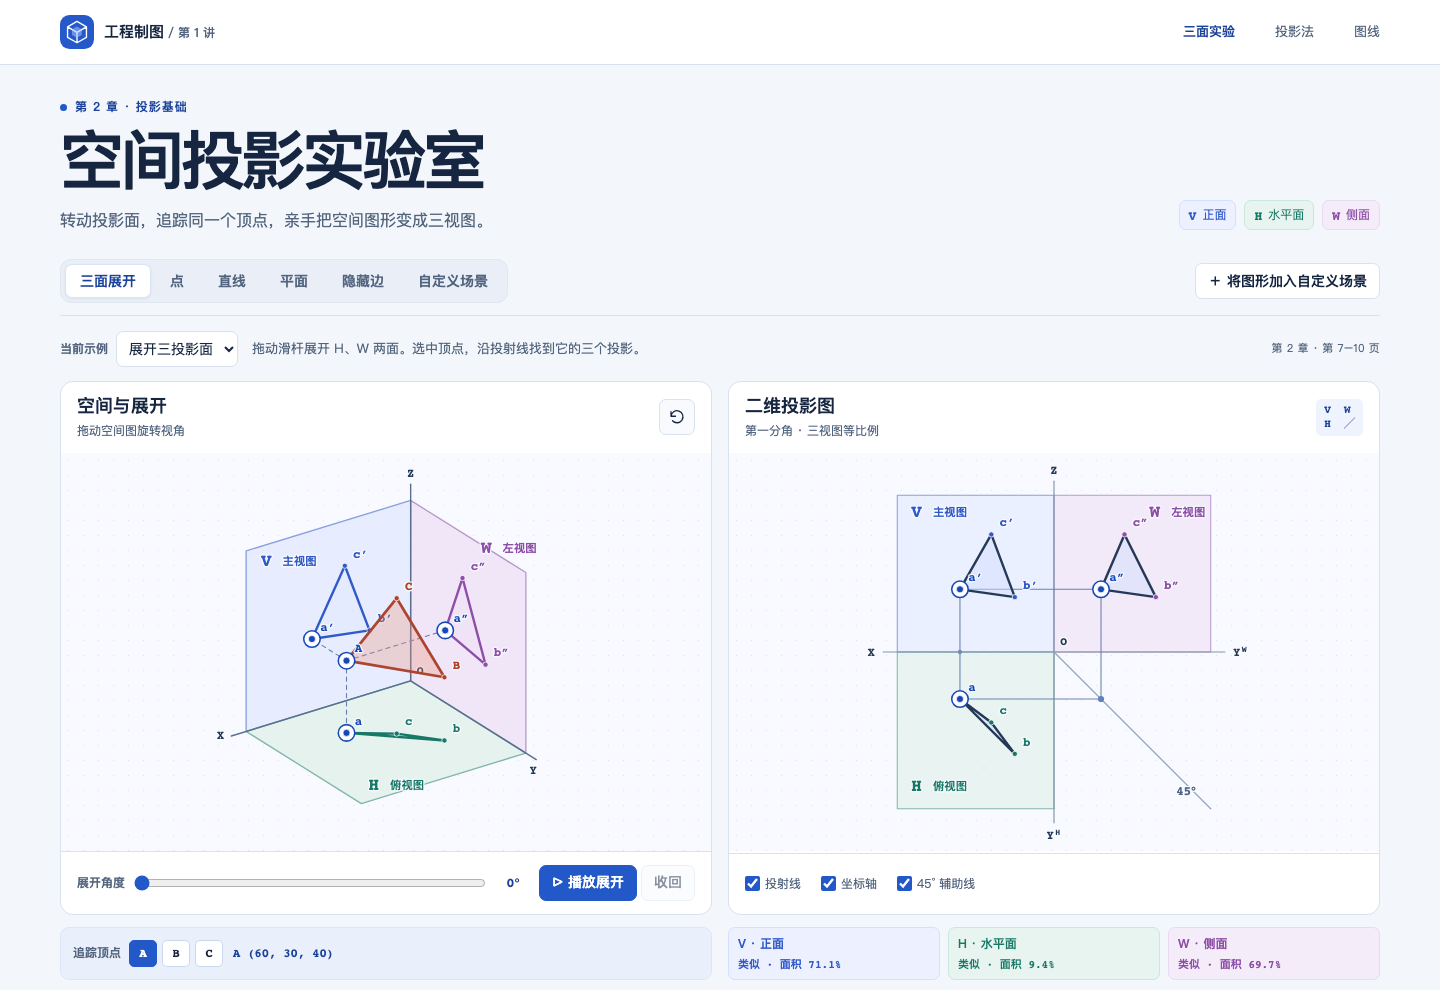 工程制图 / 第 1 讲
三面实验 投影法 图线
第 2 章 · 投影基础
空间投影实验室
转动投影面，追踪同一个顶点，亲手把空间图形变成三视图。
V 正面 H 水平面 W 侧面
三面展开 点 直线 平面 隐藏边 自定义场景
＋ 将图形加入自定义场景
当前示例 展开三投影面 拖动滑杆展开 H、W 两面。选中顶点，沿投射线找到它的三个投影。
第 2 章 · 第 7—10 页
空间与展开
拖动空间图旋转视角
Z
V 主视图
c′
W 左视图
c″
C
a′
b′
a″
A
b″
B
O
X
a
c
b
Y
H 俯视图
展开角度 0° 播放展开 收回
追踪顶点 A B C A (60, 30, 40)
二维投影图
第一分角 · 三视图等比例
V W
H
Z
V 主视图
c′
c″
W 左视图
a′
b′
a″
b″
O
X
Yᵂ
a
c
b
H 俯视图
45°
Yᴴ
投射线 坐标轴 45° 辅助线
V · 正面
类似 · 面积 71.1%
H · 水平面
类似 · 面积 9.4%
W · 侧面
类似 · 面积 69.7%